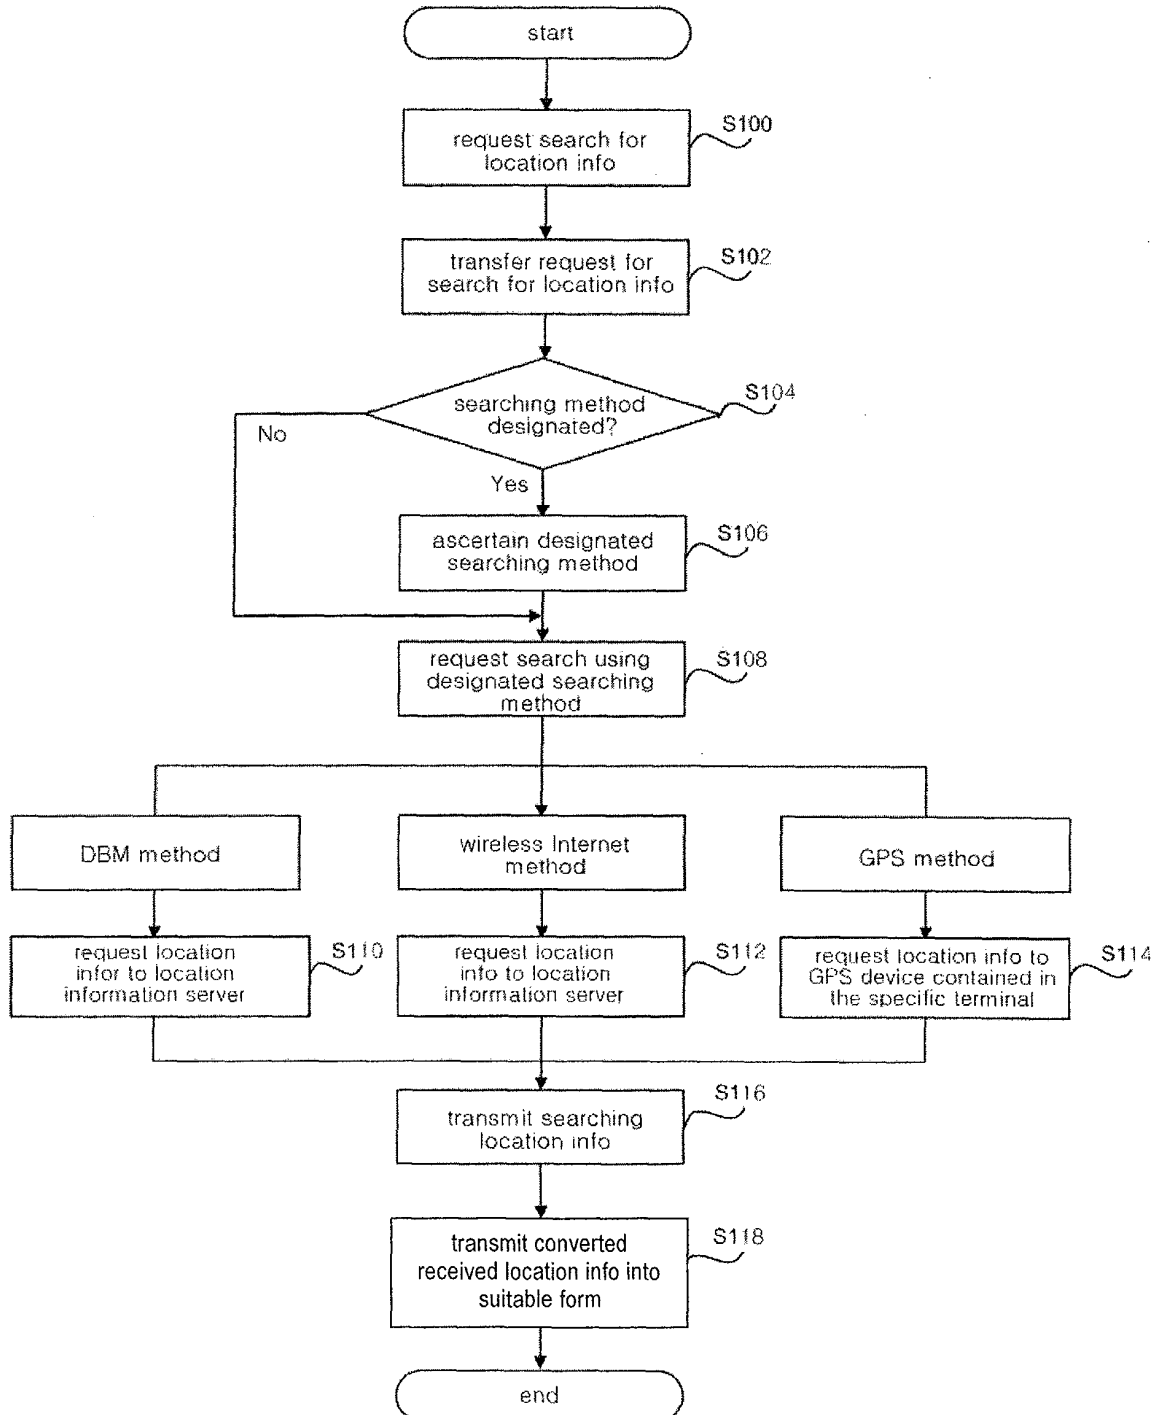 start
request search for
location info
S100
transfer request for
search for location info
S102
searching method
designated?
S104
No
Yes
ascertain designated
searching method
S106
request search using
designated searching
method
S108
DBM method
wireless Internet
method
GPS method
request location
infor to location
information server
S110
request location
info to location
information server
S112
request location info to
GPS device contained in
the specific terminal
S114
transmit searching
location info
S116
transmit converted
received location info into
suitable form
S118
end